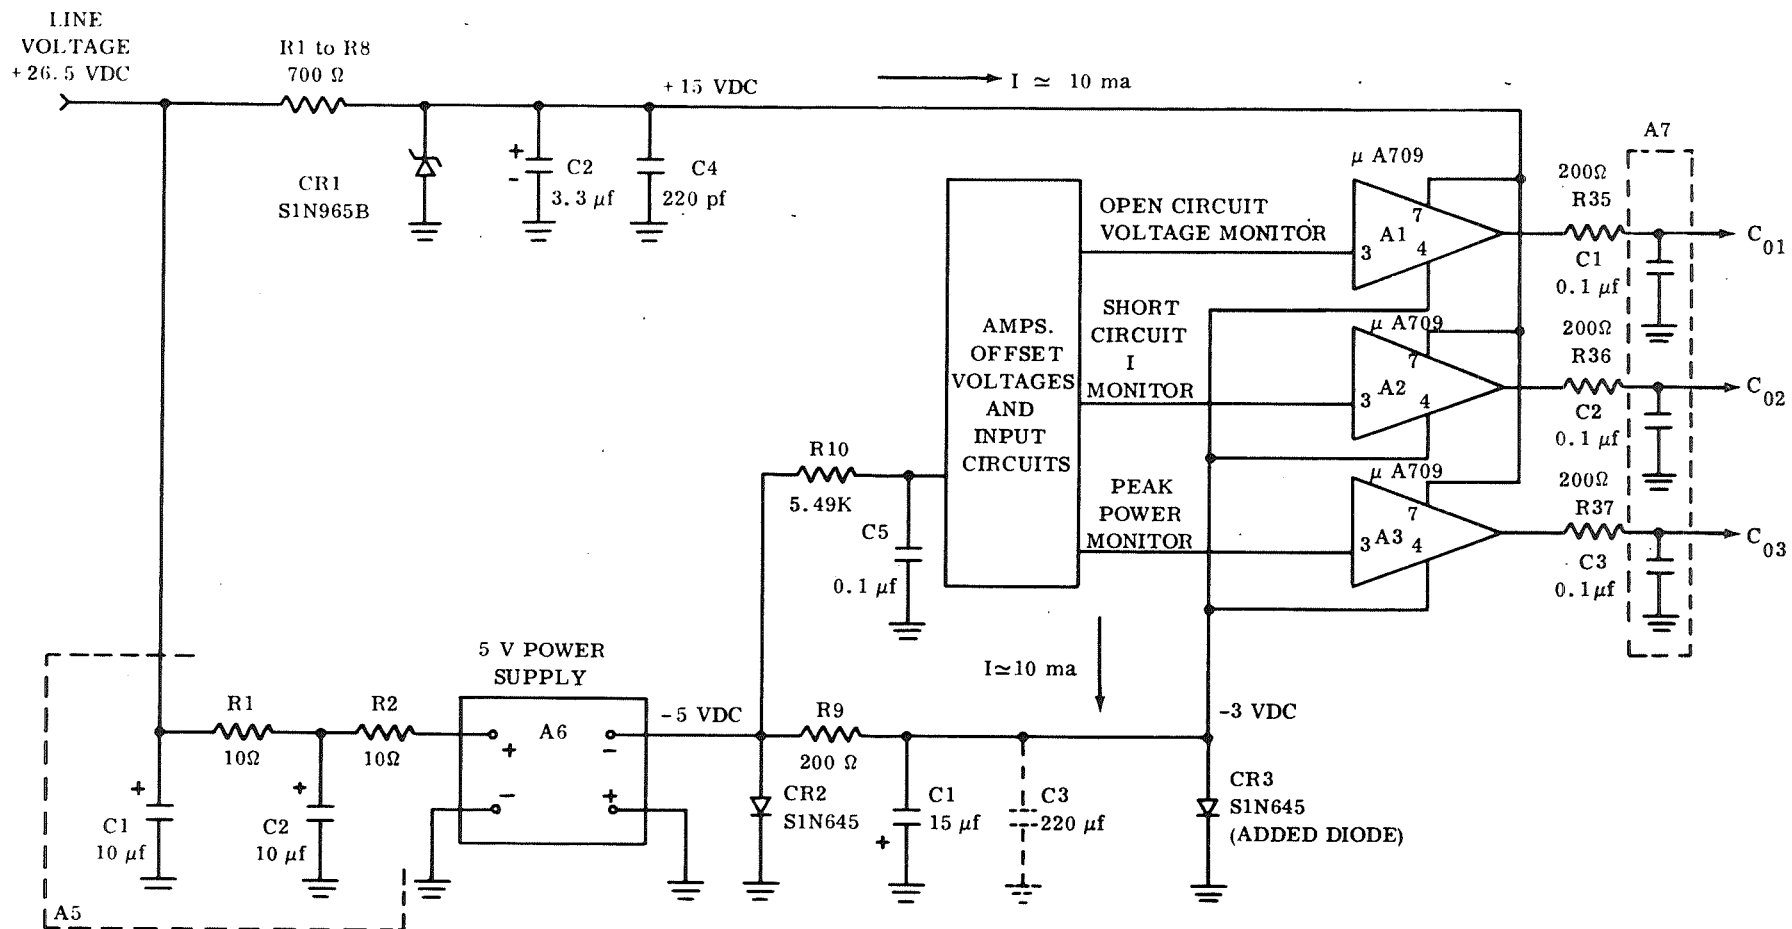 LINE
VOLTAGE
+26.5 VDC
R1 to R8
700 Ω
+15 VDC
I ≃ 10 ma
CR1
S1N965B
+
-
C2
3.3 μf
C4
220 pf
A7
μ A709
200Ω
R35
7
A1
3
4
OPEN CIRCUIT
VOLTAGE MONITOR
C1
0.1 μf
C01
SHORT
CIRCUIT
I
MONITOR
μ A709
200Ω
R36
7
A2
3
4
C2
0.1 μf
C02
AMPS.
OFFSET
VOLTAGES
AND
INPUT
CIRCUITS
R10
5.49K
C5
0.1 μf
PEAK
POWER
MONITOR
μ A709
200Ω
R37
7
3
A3
4
C3
0.1μf
C03
I≃10 ma
5 V POWER
SUPPLY
R1
10Ω
R2
10Ω
A6
+
-
-
+
-5 VDC
R9
200 Ω
-3 VDC
+
C1
10 μf
+
C2
10 μf
CR2
S1N645
C1
15 μf
+
C3
220 μf
CR3
S1N645
(ADDED DIODE)
A5